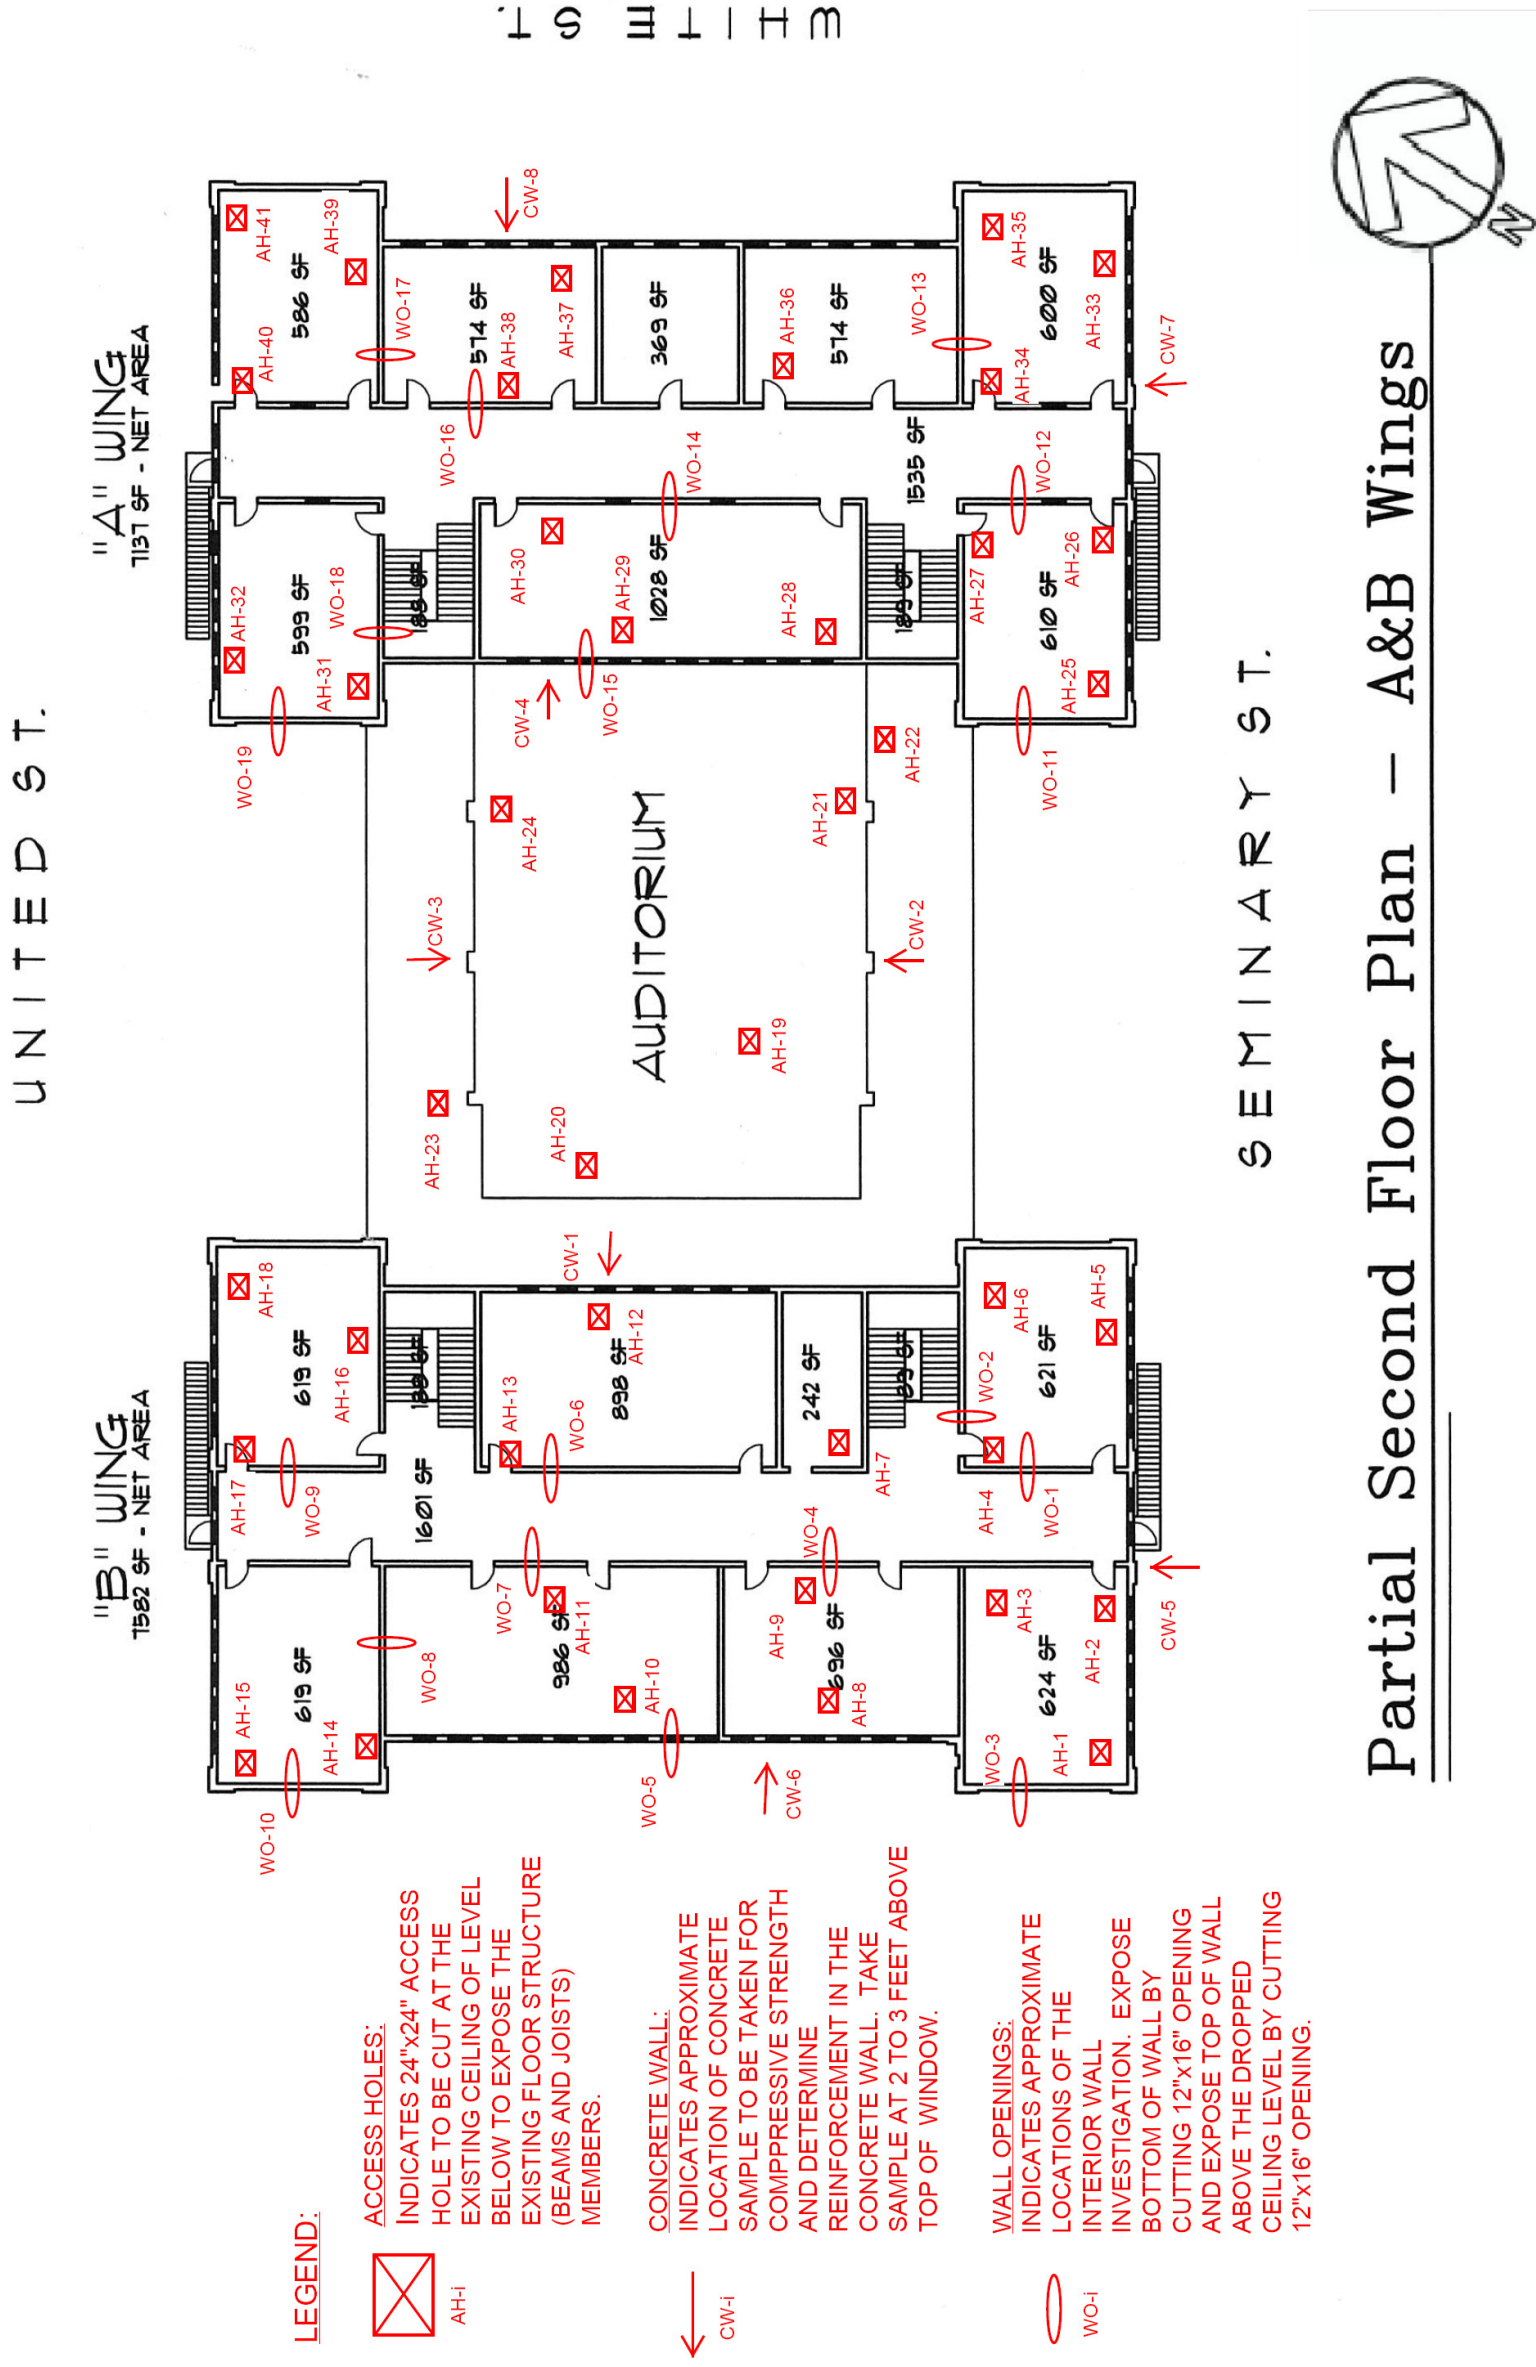 UNITED ST.
WHITE ST.
"B" WING
7582 SF - NET AREA
"A" WING
7137 SF - NET AREA
LEGEND:
AH-i
ACCESS HOLES:
INDICATES 24"x24" ACCESS
HOLE TO BE CUT AT THE
EXISTING CEILING OF LEVEL
BELOW TO EXPOSE THE
EXISTING FLOOR STRUCTURE
(BEAMS AND JOISTS)
MEMBERS.
CW-i
CONCRETE WALL:
INDICATES APPROXIMATE
LOCATION OF CONCRETE
SAMPLE TO BE TAKEN FOR
COMPPRESSIVE STRENGTH
AND DETERMINE
REINFORCEMENT IN THE
CONCRETE WALL. TAKE
SAMPLE AT 2 TO 3 FEET ABOVE
TOP OF WINDOW.
WO-i
WALL OPENINGS:
INDICATES APPROXIMATE
LOCATIONS OF THE
INTERIOR WALL
INVESTIGATION. EXPOSE
BOTTOM OF WALL BY
CUTTING 12"x16" OPENING
AND EXPOSE TOP OF WALL
ABOVE THE DROPPED
CEILING LEVEL BY CUTTING
12"x16" OPENING.
WO-10
AH-15
AH-17
AH-18
619 SF
WO-9
619 SF
AH-14
AH-16
WO-8
1601 SF
189 SF
WO-7
AH-13
986 SF
AH-11
WO-6
CW-1
898 SF
AH-12
WO-5
AH-10
AH-9
WO-4
242 SF
CW-6
AH-8
696 SF
AH-7
WO-3
AH-3
AH-4
WO-2
AH-6
624 SF
WO-1
621 SF
AH-1
AH-2
AH-5
CW-5
AH-23
CW-3
AH-20
AH-24
CW-4
WO-15
AUDITORIUM
AH-19
AH-21
CW-2
AH-22
WO-19
AH-32
AH-40
AH-41
599 SF
586 SF
AH-31
WO-18
AH-39
WO-17
WO-16
514 SF
AH-38
CW-8
AH-30
AH-37
AH-29
1028 SF
WO-14
369 SF
AH-28
AH-36
514 SF
189 SF
1535 SF
WO-13
AH-27
AH-34
AH-35
WO-11
610 SF
WO-12
600 SF
AH-25
AH-26
AH-33
CW-7
SEMINARY ST.
Partial Second Floor Plan – A&B Wings
N